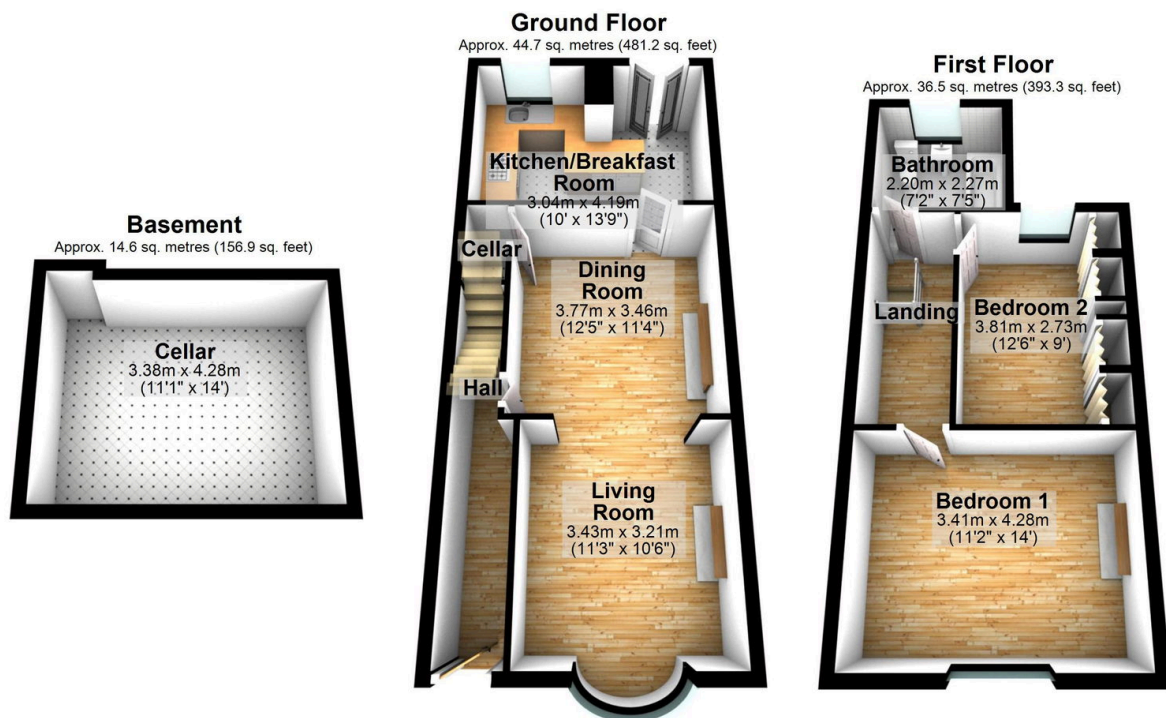 Basement
Approx. 14.6 sq. metres (156.9 sq. feet)
Cellar
3.38m x 4.28m
(11'1" x 14')
Ground Floor
Approx. 44.7 sq. metres (481.2 sq. feet)
Kitchen/Breakfast
Room
3.04m x 4.19m
(10' x 13'9")
Cellar
Dining
Room
3.77m x 3.46m
(12'5" x 11'4")
Hall
Living
Room
3.43m x 3.21m
(11'3" x 10'6")
First Floor
Approx. 36.5 sq. metres (393.3 sq. feet)
Bathroom
2.20m x 2.27m
(7'2" x 7'5")
Landing
Bedroom 2
3.81m x 2.73m
(12'6" x 9')
Bedroom 1
3.41m x 4.28m
(11'2" x 14')